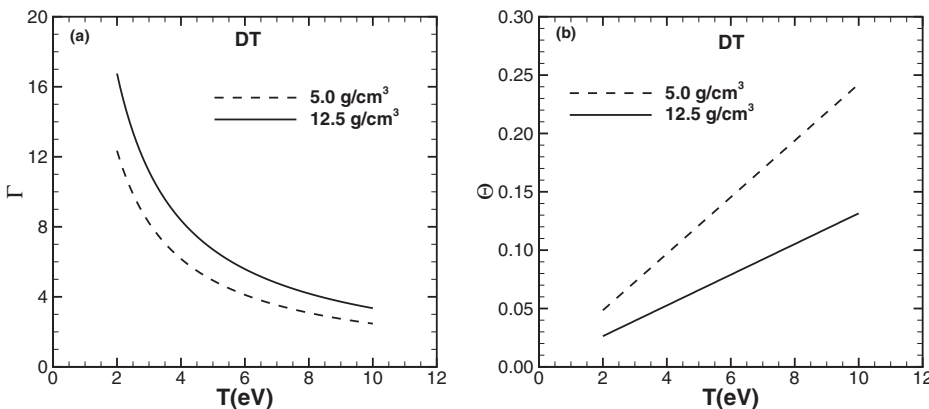 (a)
DT
5.0 g/cm³
12.5 g/cm³
Γ
20
16
12
8
4
0
0 2 4 6 8 10 12
T(eV)
(b)
DT
5.0 g/cm³
12.5 g/cm³
Θ
0.30
0.25
0.20
0.15
0.10
0.05
0.00
0 2 4 6 8 10 12
T(eV)